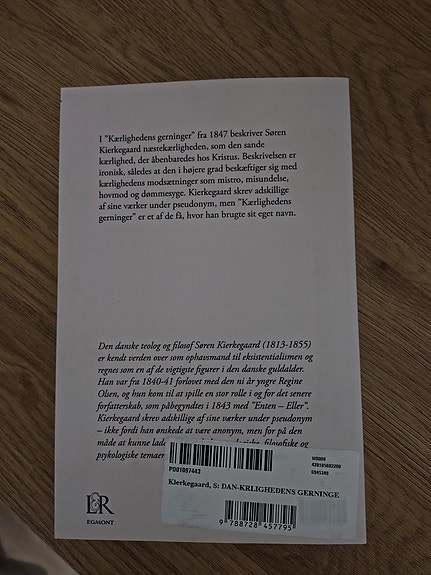 I "Kærlighedens gerninger" fra 1847 beskriver Søren
Kierkegaard næstekærligheden, som den sande
kærlighed, der åbenbaredes hos Kristus. Beskrivelsen er
ironisk, således at den i højere grad beskæftiger sig med
kærlighedens modsætninger som mistro, misundelse,
hovmod og dømmesyge. Kierkegaard skrev adskillige
af sine værker under pseudonym, men "Kærlighedens
gerninger" er et af de få, hvor han brugte sit eget navn.
Den danske teolog og filosof Søren Kierkegaard (1813-1855)
er kendt verden over som ophavsmand til eksistentialismen og
regnes som en af de vigtigste figurer i den danske guldalder.
Han var fra 1840-41 forlovet med den ni år yngre Regine
Olsen, og hun kom til at spille en stor rolle i og for det senere
forfatterskab, som påbegyndtes i 1843 med "Enten – Eller".
Kierkegaard skrev adskillige af sine værker under pseudonym
– ikke fordi han ønskede at være anonym, men for på den
måde at kunne lade filosofiske og
psykologiske temaer
PO01097443
Kierkegaard, S: DAN-KRLIGHEDENS GERNINGE
9 788728 457795
LR
EGMONT